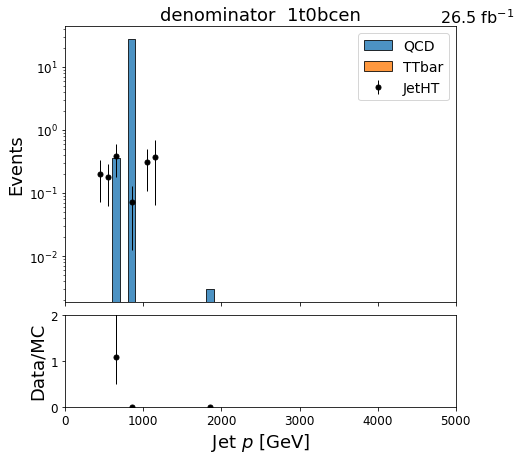 denominator 1t0bcen
26.5 fb⁻¹
QCD
TTbar
JetHT
Events
10¹
10⁰
10⁻¹
10⁻²
Data/MC
2
1
0
0 1000 2000 3000 4000 5000
Jet p [GeV]